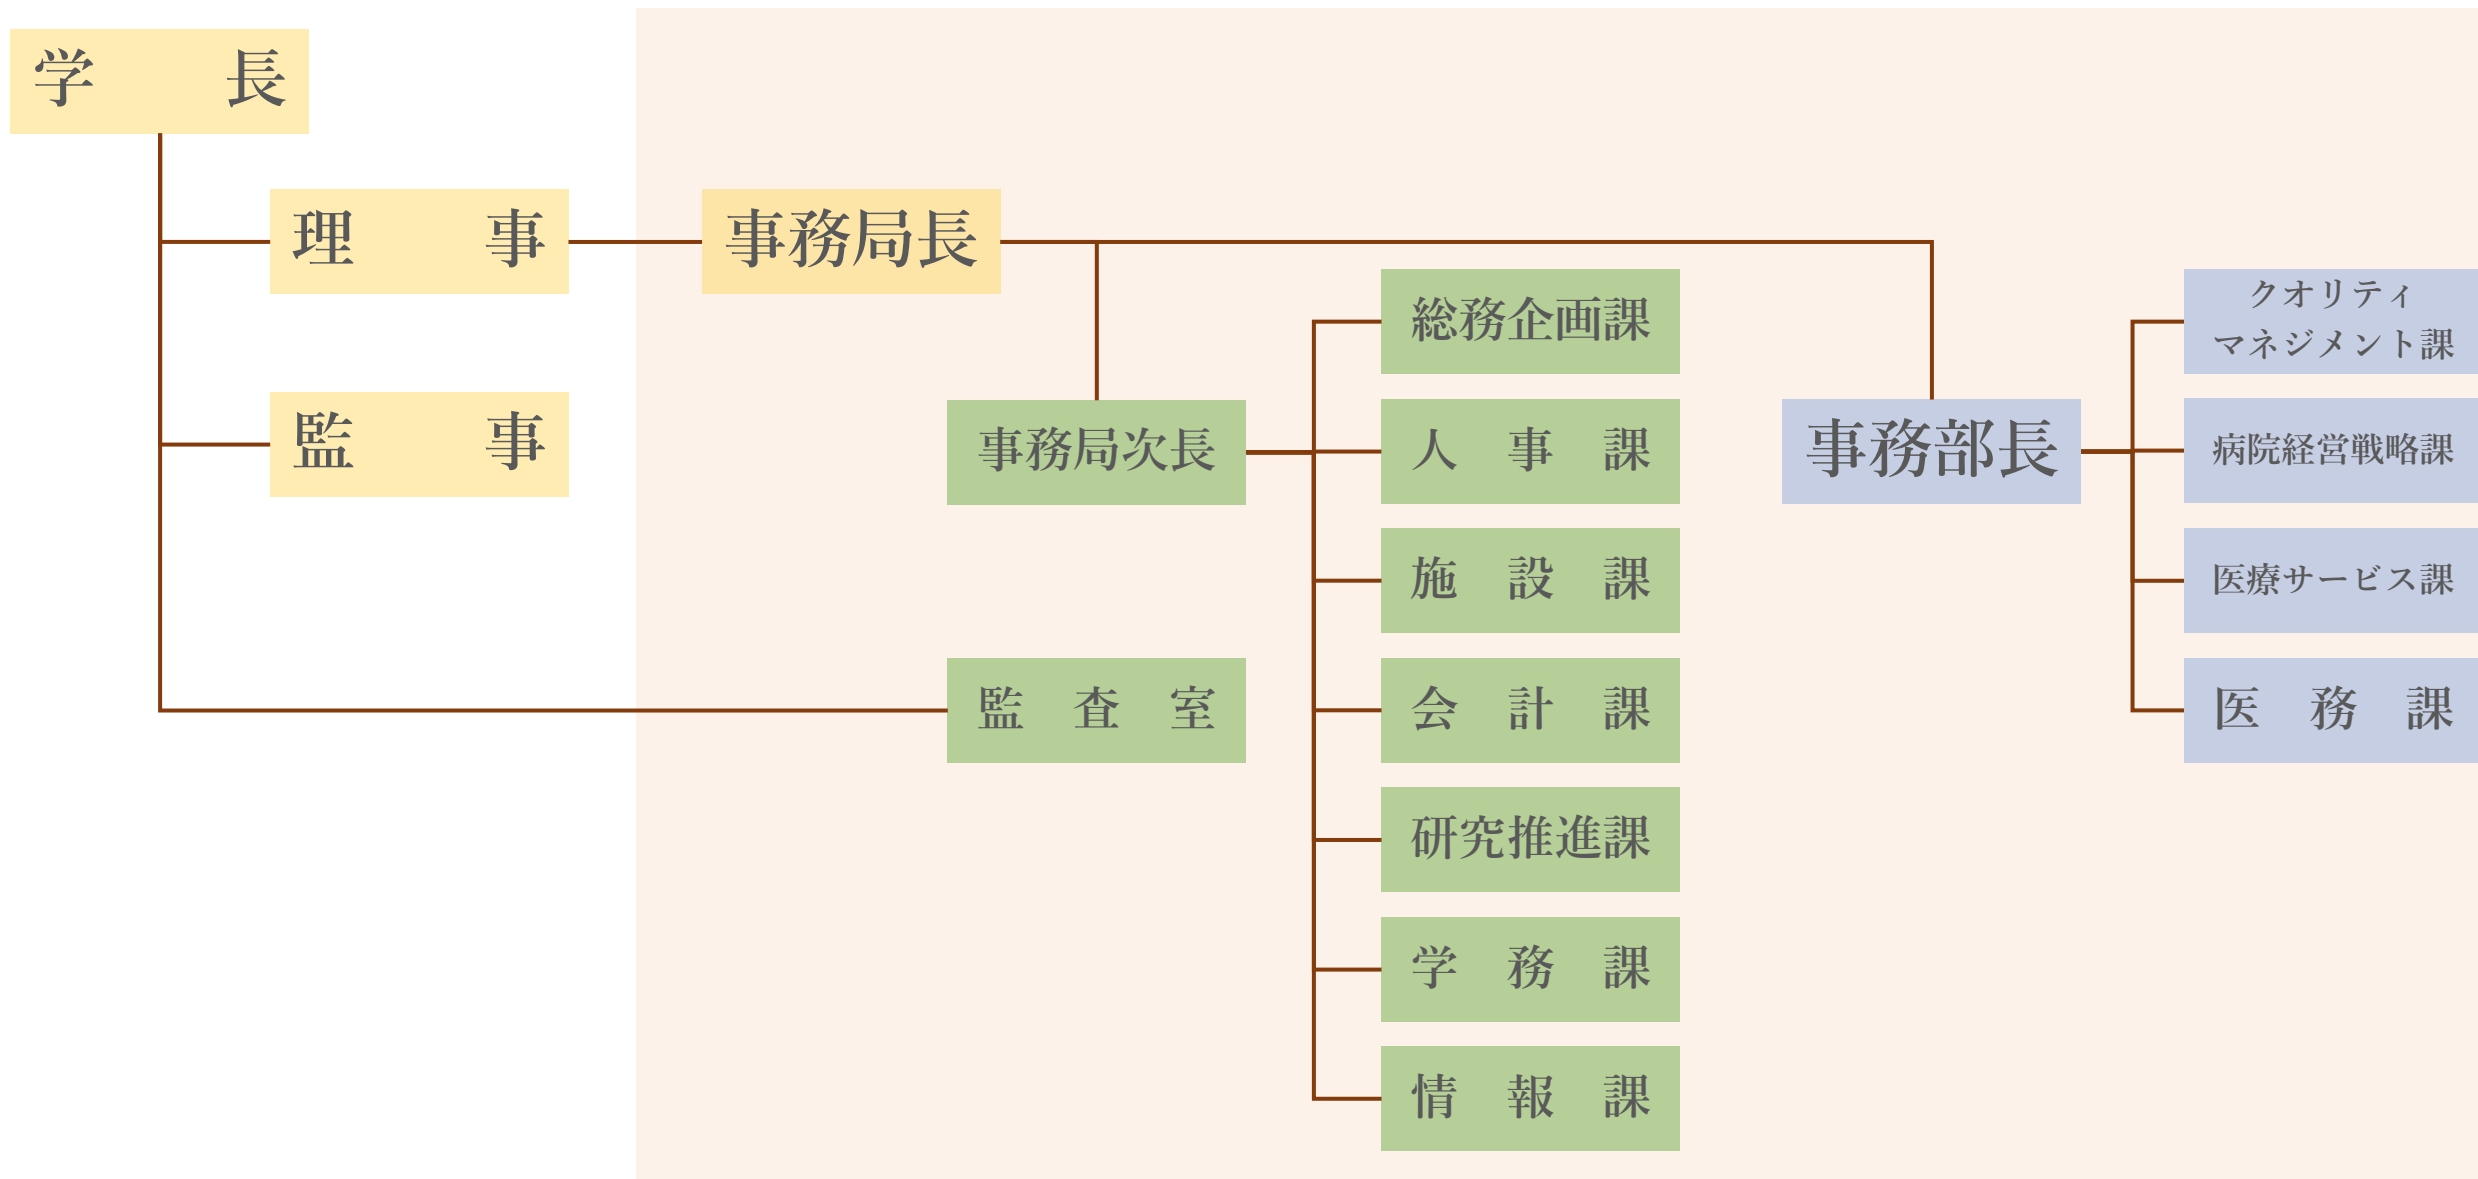 学　長
理　事
事務局長
監　事
事務局次長
監　査　室
総務企画課
人　事　課
施　設　課
会　計　課
研究推進課
学　務　課
情　報　課
事務部長
クオリティ
マネジメント課
病院経営戦略課
医療サービス課
医　務　課